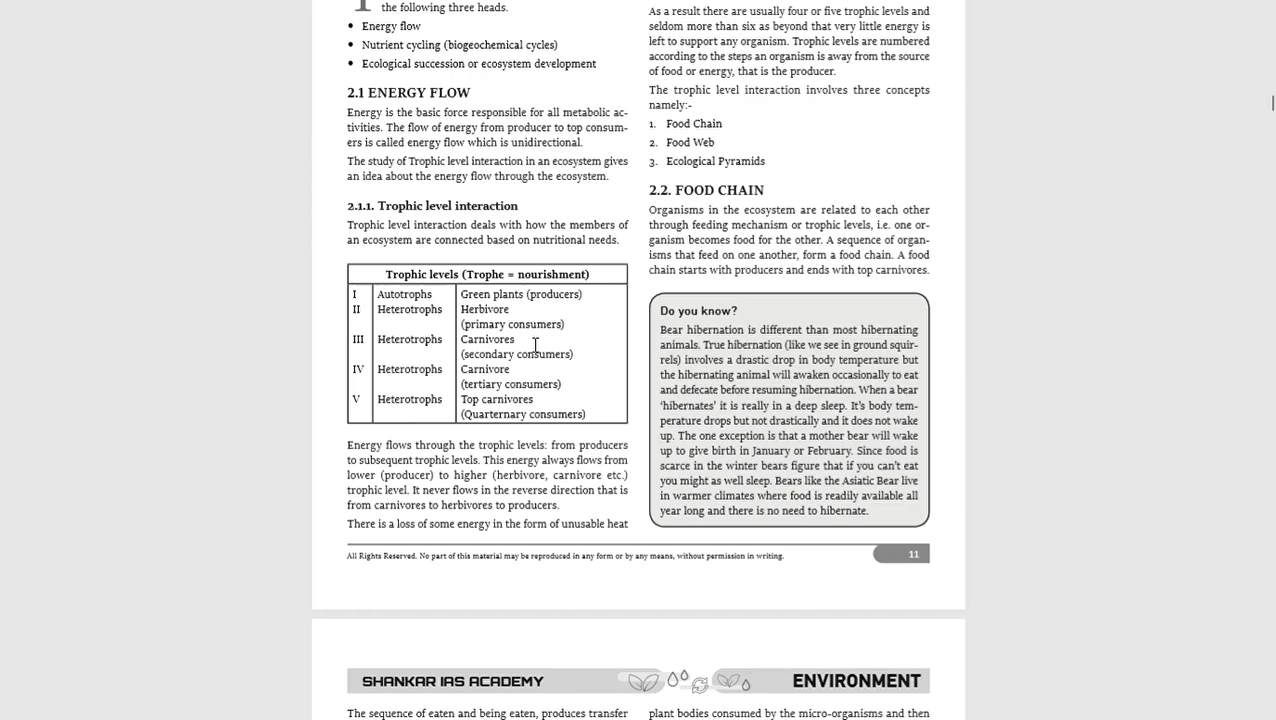 the following three heads.
• Energy flow
• Nutrient cycling (biogeochemical cycles)
• Ecological succession or ecosystem development
2.1 ENERGY FLOW
Energy is the basic force responsible for all metabolic ac-
tivities. The flow of energy from producer to top consum-
ers is called energy flow which is unidirectional.
The study of Trophic level interaction in an ecosystem gives
an idea about the energy flow through the ecosystem.
2.1.1. Trophic level interaction
Trophic level interaction deals with how the members of
an ecosystem are connected based on nutritional needs.
Trophic levels (Trophe = nourishment)
I Autotrophs Green plants (producers)
II Heterotrophs Herbivore
(primary consumers)
III Heterotrophs Carnivores
(secondary consumers)
IV Heterotrophs Carnivore
(tertiary consumers)
V Heterotrophs Top carnivores
(Quarternary consumers)
Energy flows through the trophic levels: from producers
to subsequent trophic levels. This energy always flows from
lower (producer) to higher (herbivore, carnivore etc.)
trophic level. It never flows in the reverse direction that is
from carnivores to herbivores to producers.
There is a loss of some energy in the form of unusable heat
As a result there are usually four or five trophic levels and
seldom more than six as beyond that very little energy is
left to support any organism. Trophic levels are numbered
according to the steps an organism is away from the source
of food or energy, that is the producer.
The trophic level interaction involves three concepts
namely:-
1. Food Chain
2. Food Web
3. Ecological Pyramids
2.2. FOOD CHAIN
Organisms in the ecosystem are related to each other
through feeding mechanism or trophic levels, i.e. one or-
ganism becomes food for the other. A sequence of organ-
isms that feed on one another, form a food chain. A food
chain starts with producers and ends with top carnivores.
Do you know?
Bear hibernation is different than most hibernating
animals. True hibernation (like we see in ground squir-
rels) involves a drastic drop in body temperature but
the hibernating animal will awaken occasionally to eat
and defecate before resuming hibernation. When a bear
‘hibernates’ it is really in a deep sleep. It’s body tem-
perature drops but not drastically and it does not wake
up. The one exception is that a mother bear will wake
up to give birth in January or February. Since food is
scarce in the winter bears figure that if you can’t eat
you might as well sleep. Bears like the Asiatic Bear live
in warmer climates where food is readily available all
year long and there is no need to hibernate.
All Rights Reserved. No part of this material may be reproduced in any form or by any means, without permission in writing.
11
SHANKAR IAS ACADEMY
ENVIRONMENT
The sequence of eaten and being eaten, produces transfer
plant bodies consumed by the micro-organisms and then